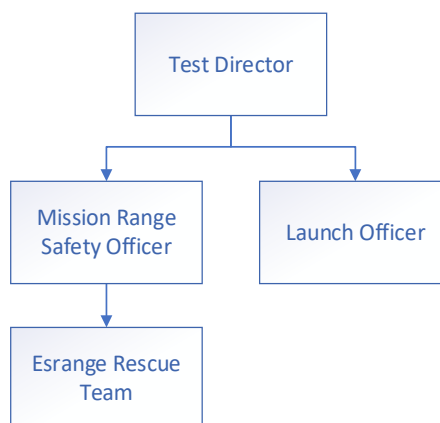 Test Director
Mission Range
Safety Officer
Launch Officer
Esrange Rescue
Team